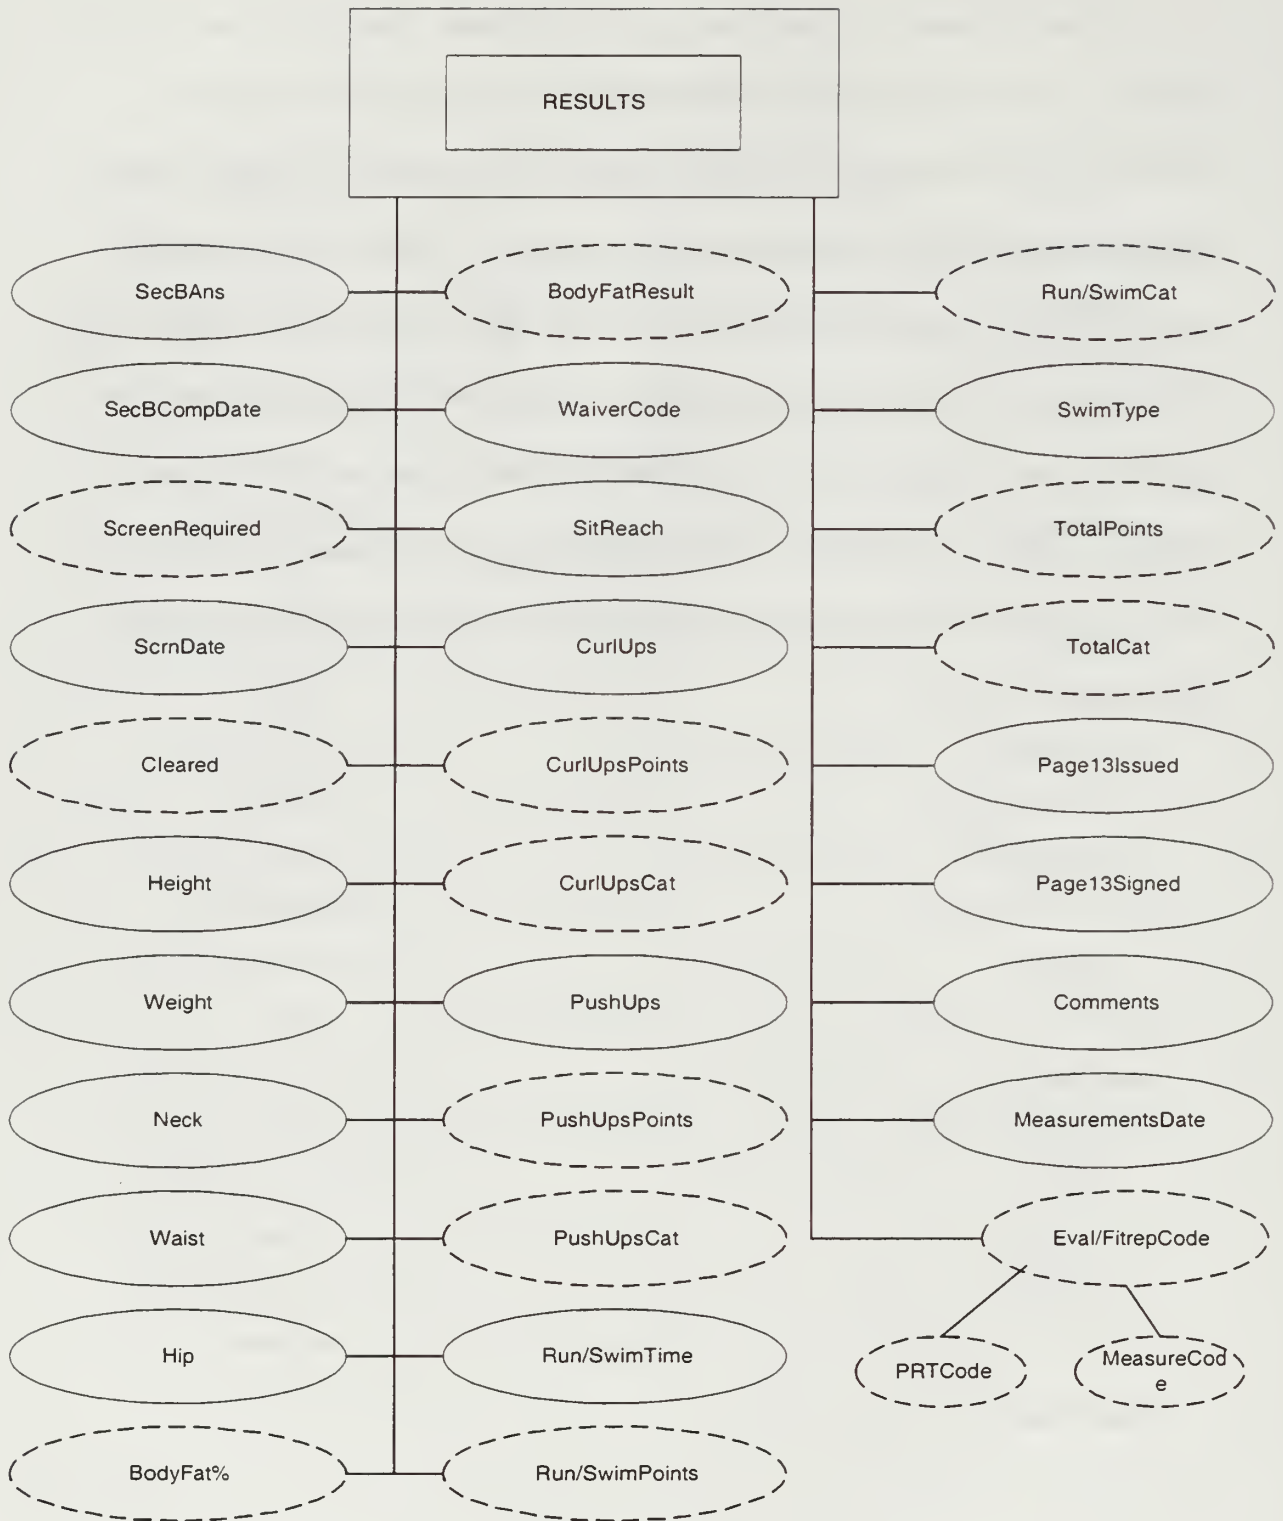 RESULTS
SecBAns
BodyFatResult
Run/SwimCat
SecBCompDate
WaiverCode
SwimType
ScreenRequired
SitReach
TotalPoints
ScrnDate
CurlUps
TotalCat
Cleared
CurlUpsPoints
Page13Issued
Height
CurlUpsCat
Page13Signed
Weight
PushUps
Comments
Neck
PushUpsPoints
MeasurementsDate
Waist
PushUpsCat
Eval/FitrepCode
Hip
Run/SwimTime
PRTCode
MeasureCod
e
BodyFat%
Run/SwimPoints